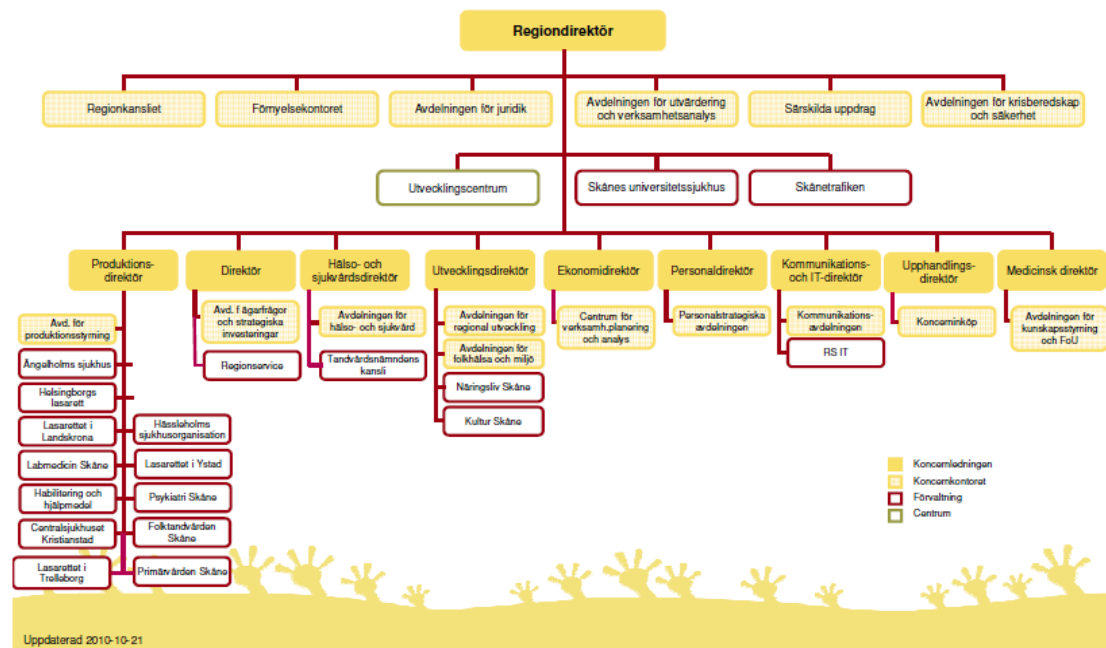 Regiondirektör
Regionkansliet
Förnyelsekontoret
Avdelningen för juridik
Avdelningen för utvärdering
och verksamhetsanalys
Särskilda uppdrag
Avdelningen för krisberedskap
och säkerhet
Utvecklingscentrum
Skånes universitetssjukhus
Skånetrafiken
Produktions-
direktör
Direktör
Hälso- och
sjukvårdsdirektör
Utvecklingsdirektör
Ekonomidirektör
Personaldirektör
Kommunikations-
och IT-direktör
Upphandlings-
direktör
Medicinsk direktör
Avd. för
produktionsstyrning
Ängelholms sjukhus
Helsingborgs
lasarett
Lasarettet i
Landskrona
Labmedicin Skåne
Habilitering och
hjälpmedel
Centralsjukhuset
Kristianstad
Lasarettet i
Trelleborg
Hässleholms
sjukhusorganisation
Lasarettet i Ystad
Psykiatri Skåne
Folktandvården
Skåne
Primärvården Skåne
Avd. f ägarfrågor
och strategiska
investeringar
Regionservice
Avdelningen för
hälso- och sjukvård
Tandvårdsnämndens
kansli
Avdelningen för
regional utveckling
Avdelningen för
folkhälsa och miljö
Näringsliv Skåne
Kultur Skåne
Centrum för
verksamh.planering
och analys
Personalstrategiska
avdelningen
Kommunikations-
avdelningen
RS IT
Koncerninköp
Avdelningen för
kunskapsstyrning
och FoU
Koncernledningen
Koncernkontoret
Förvaltning
Centrum
Uppdaterad 2010-10-21